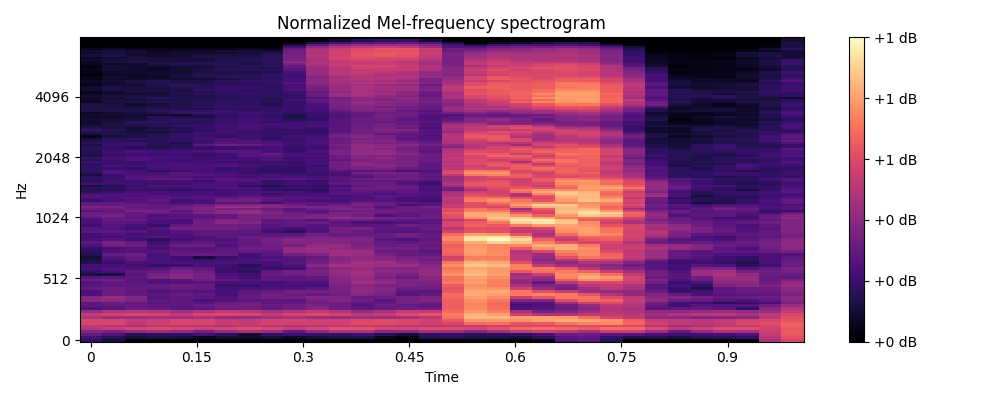 Normalized Mel-frequency spectrogram
Hz
4096
2048
1024
512
0
0 0.15 0.3 0.45 0.6 0.75 0.9
Time
+1 dB
+1 dB
+1 dB
+0 dB
+0 dB
+0 dB